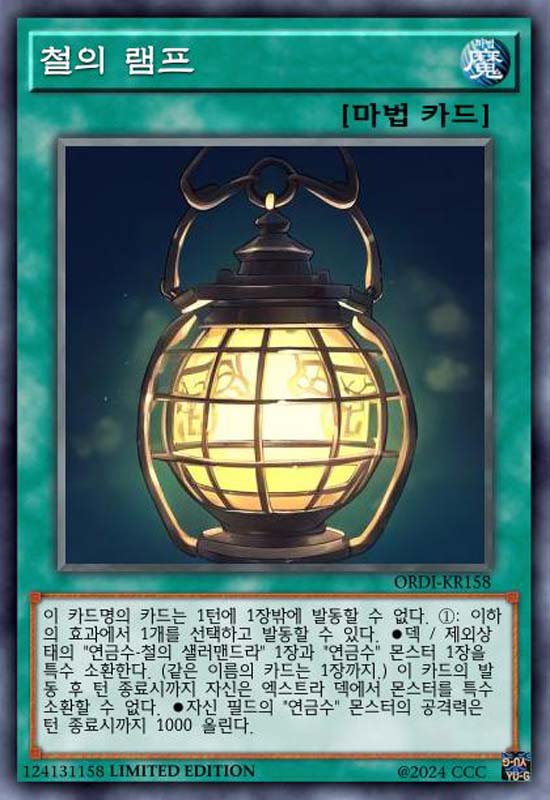 철의 램프
마법
魔
[마법 카드]
ORDI-KR158
이 카드명의 카드는 1턴에 1장밖에 발동할 수 없다. ①: 이하
의 효과에서 1개를 선택하고 발동할 수 있다. ●덱 / 제외상
태의 "연금수-철의 샐러맨드라" 1장과 "연금수" 몬스터 1장을
특수 소환한다. (같은 이름의 카드는 1장까지.) 이 카드의 발
동 후 턴 종료시까지 자신은 엑스트라 덱에서 몬스터를 특수
소환할 수 없다. ●자신 필드의 "연금수" 몬스터의 공격력은
턴 종료시까지 1000 올린다.
124131158 LIMITED EDITION
@2024 CCC
YU-G